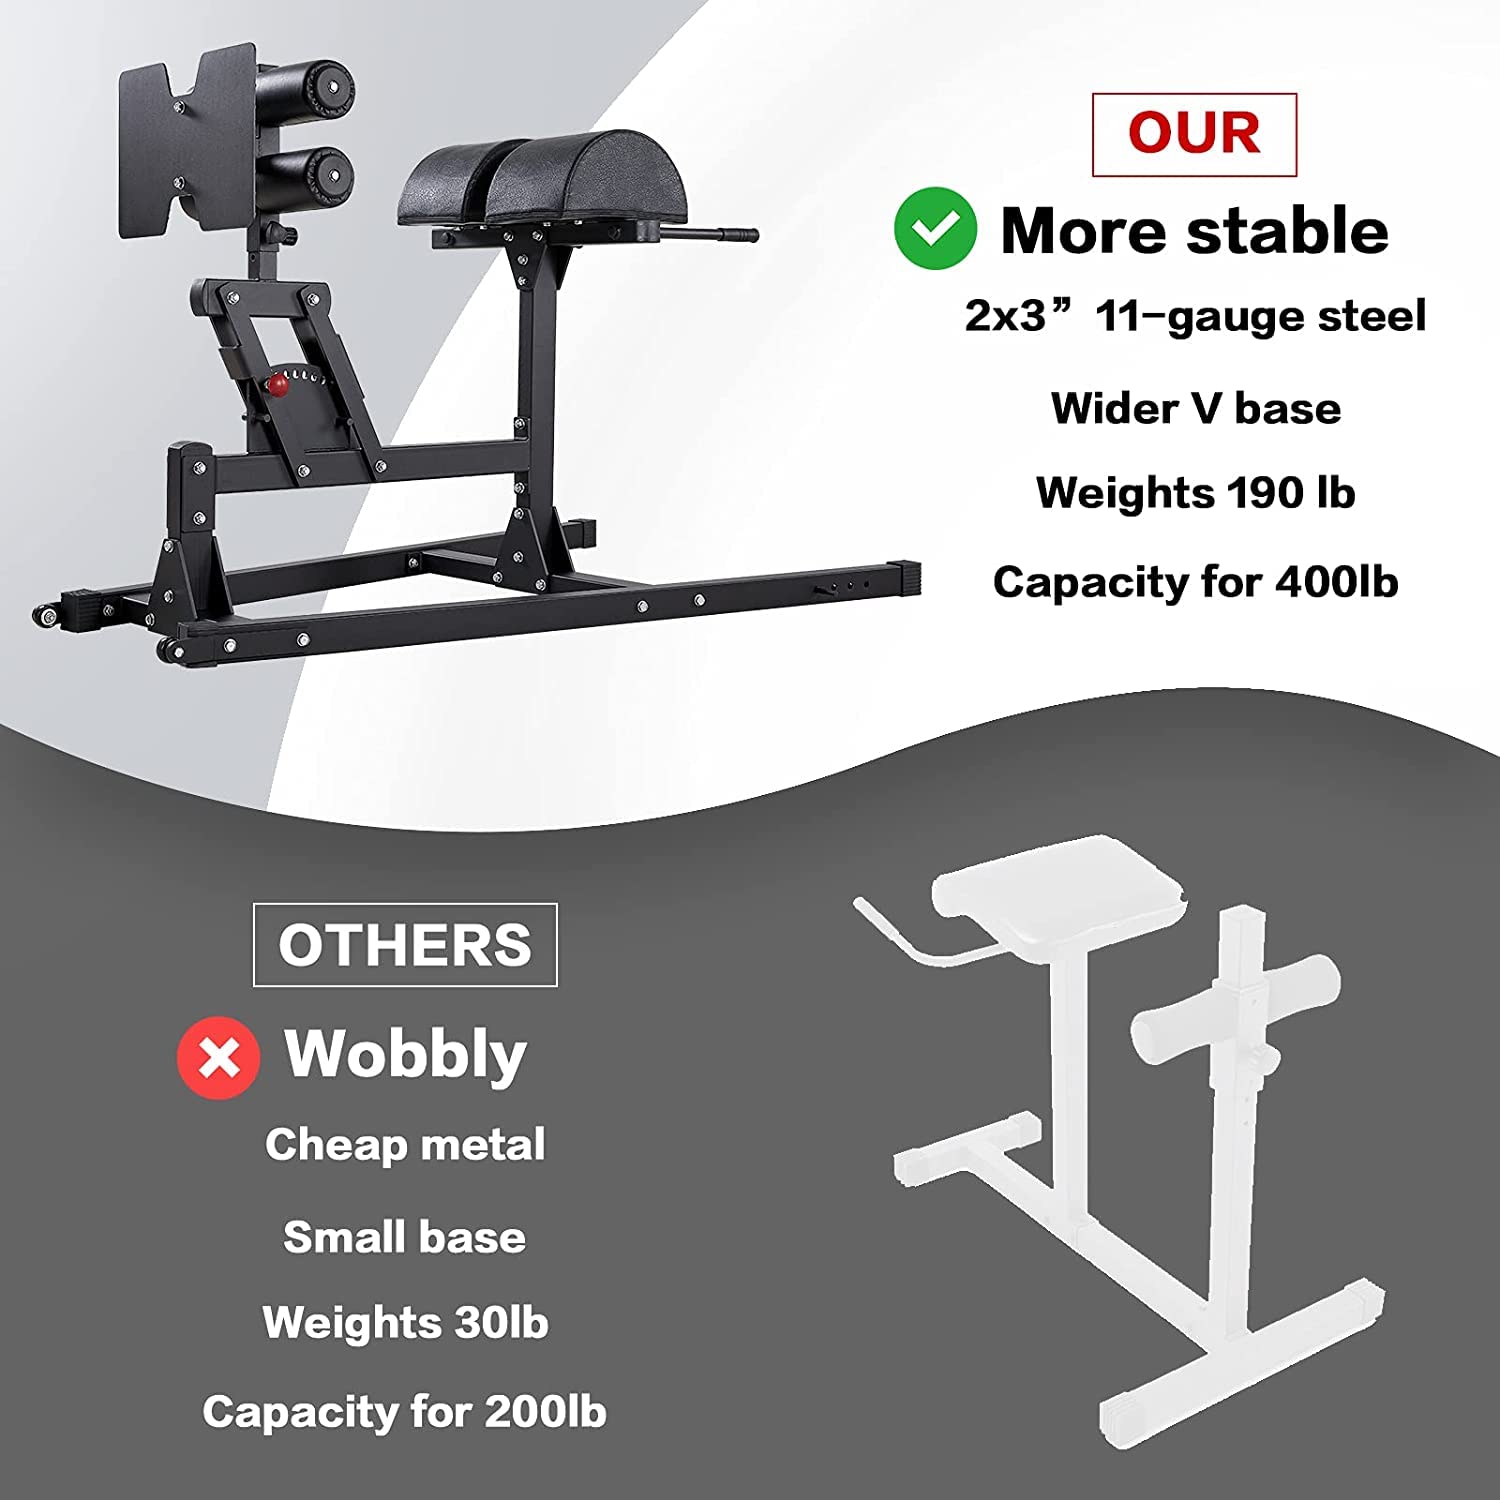 OUR
More stable
2x3” 11-gauge steel
Wider V base
Weights 190 lb
Capacity for 400lb
OTHERS
Wobbly
Cheap metal
Small base
Weights 30lb
Capacity for 200lb